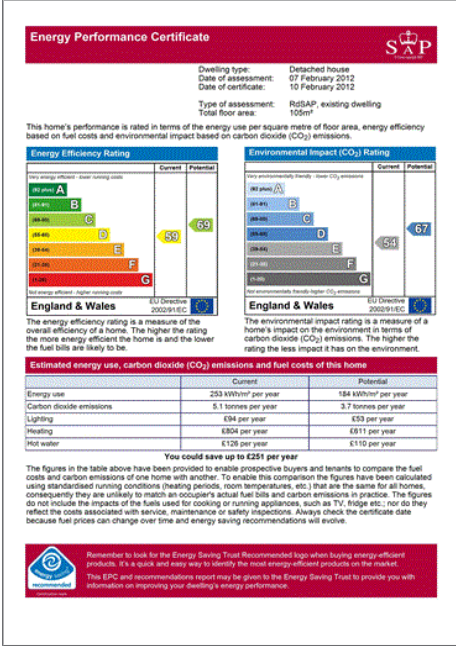 Energy Performance Certificate
SAP
Dwelling type: Detached house
Date of assessment: 07 February 2012
Date of certificate: 10 February 2012
Type of assessment: RdSAP, existing dwelling
Total floor area: 105m²
This home's performance is rated in terms of the energy use per square metre of floor area, energy efficiency
based on fuel costs and environmental impact based on carbon dioxide (CO₂) emissions.
Energy Efficiency Rating
Current Potential
Very energy efficient - lower running costs
(92 plus) A
(81-91) B
(69-80) C
(55-68) D
(39-54) E
(21-38) F
(1-20) G
59
69
Not energy efficient - higher running costs
England & Wales
EU Directive
2002/91/EC
The energy efficiency rating is a measure of the
overall efficiency of a home. The higher the rating
the more energy efficient the home is and the lower
the fuel bills are likely to be.
Environmental Impact (CO₂) Rating
Current Potential
Very environmentally friendly - lower CO₂ emissions
(92 plus) A
(81-91) B
(69-80) C
(55-68) D
(39-54) E
(21-38) F
(1-20) G
54
67
Not environmentally friendly - higher CO₂ emissions
England & Wales
EU Directive
2002/91/EC
The environmental impact rating is a measure of a
home's impact on the environment in terms of
carbon dioxide (CO₂) emissions. The higher the
rating the less impact it has on the environment.
Estimated energy use, carbon dioxide (CO₂) emissions and fuel costs of this home
Current Potential
Energy use 253 kWh/m² per year 184 kWh/m² per year
Carbon dioxide emissions 5.1 tonnes per year 3.7 tonnes per year
Lighting £94 per year £53 per year
Heating £804 per year £611 per year
Hot water £126 per year £110 per year
You could save up to £251 per year
The figures in the table above have been provided to enable prospective buyers and tenants to compare the fuel
costs and carbon emissions of one home with another. To enable this comparison the figures have been calculated
using standardised running conditions (heating periods, room temperatures, etc.) that are the same for all homes,
consequently they are unlikely to match an occupier's actual fuel bills and carbon emissions in practice. The figures
do not include the impacts of the fuels used for cooking or running appliances, such as TV, fridge etc.; nor do they
reflect the costs associated with service, maintenance or safety inspections. Always check the certificate date
because fuel prices can change over time and energy saving recommendations will evolve.
recommended
Remember to look for the Energy Saving Trust Recommended logo when buying energy-efficient
products. It's a quick and easy way to identify the most energy-efficient products on the market.
This EPC and recommendations report may be given to the Energy Saving Trust to provide you with
information on improving your dwelling's energy performance.